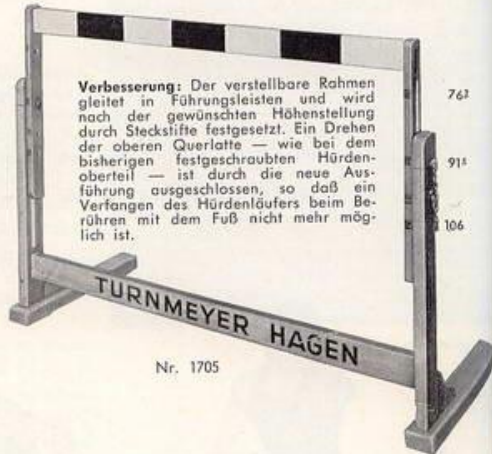 Verbesserung: Der verstellbare Rahmen
gleitet in Führungsleisten und wird
nach der gewünschten Höhenstellung
durch Steckstifte festgesetzt. Ein Drehen
der oberen Querlatte — wie bei dem
bisherigen festgeschraubten Hürden-
oberteil — ist durch die neue Aus-
führung ausgeschlossen, so daß ein
Verfangen des Hürdenläufers beim Be-
rühren mit dem Fuß nicht mehr mög-
lich ist.
76²
91⁵
106
TURNMEYER HAGEN
Nr. 1705